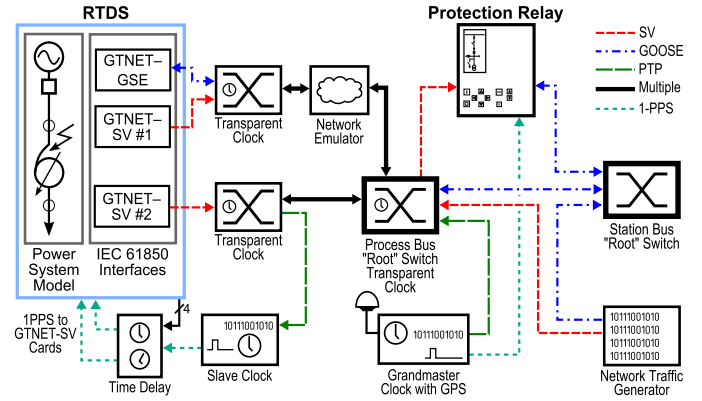 RTDS
Protection Relay
SV
GOOSE
PTP
Multiple
1-PPS
GTNET–
GSE
GTNET–
SV #1
GTNET–
SV #2
Transparent
Clock
Network
Emulator
Transparent
Clock
Process Bus
"Root" Switch
Transparent
Clock
Station Bus
"Root" Switch
Power
System
Model
IEC 61850
Interfaces
1PPS to
GTNET-SV
Cards
4
Time Delay
10111001010
Slave Clock
10111001010
Grandmaster
Clock with GPS
10111001010
10111001010
10111001010
10111001010
Network Traffic
Generator